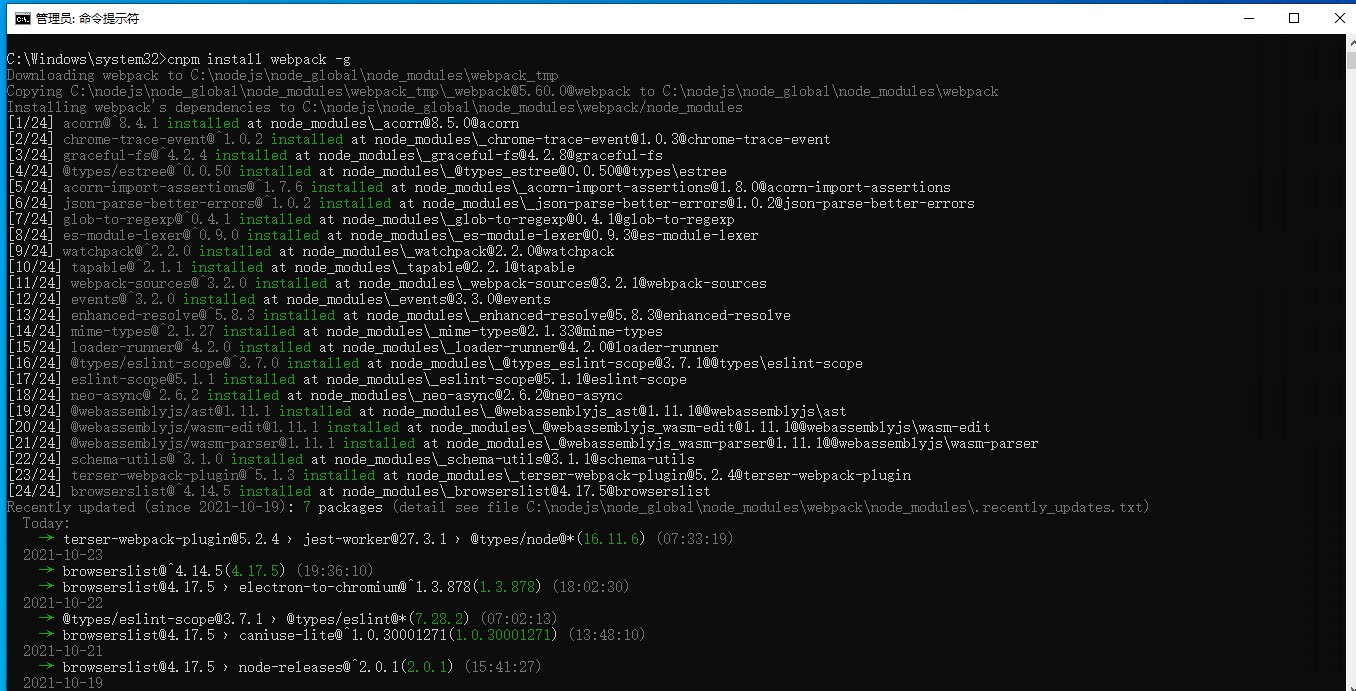 管理员: 命令提示符
C:\Windows\system32>cnpm install webpack -g
Downloading webpack to C:\nodejs\node_global\node_modules\webpack_tmp
Copying C:\nodejs\node_global\node_modules\webpack_tmp\_webpack@5.60.0@webpack to C:\nodejs\node_global\node_modules\webpack
Installing webpack's dependencies to C:\nodejs\node_global\node_modules\webpack/node_modules
[1/24] acorn@^8.4.1 installed at node_modules\_acorn@8.5.0@acorn
[2/24] chrome-trace-event@^1.0.2 installed at node_modules\_chrome-trace-event@1.0.3@chrome-trace-event
[3/24] graceful-fs@^4.2.4 installed at node_modules\_graceful-fs@4.2.8@graceful-fs
[4/24] @types/estree@^0.0.50 installed at node_modules\_@types_estree@0.0.50@@types\estree
[5/24] acorn-import-assertions@^1.7.6 installed at node_modules\_acorn-import-assertions@1.8.0@acorn-import-assertions
[6/24] json-parse-better-errors@^1.0.2 installed at node_modules\_json-parse-better-errors@1.0.2@json-parse-better-errors
[7/24] glob-to-regexp@^0.4.1 installed at node_modules\_glob-to-regexp@0.4.1@glob-to-regexp
[8/24] es-module-lexer@^0.9.0 installed at node_modules\_es-module-lexer@0.9.3@es-module-lexer
[9/24] watchpack@^2.2.0 installed at node_modules\_watchpack@2.2.0@watchpack
[10/24] tapable@^2.1.1 installed at node_modules\_tapable@2.2.1@tapable
[11/24] webpack-sources@^3.2.0 installed at node_modules\_webpack-sources@3.2.1@webpack-sources
[12/24] events@^3.2.0 installed at node_modules\_events@3.3.0@events
[13/24] enhanced-resolve@^5.8.3 installed at node_modules\_enhanced-resolve@5.8.3@enhanced-resolve
[14/24] mime-types@^2.1.27 installed at node_modules\_mime-types@2.1.33@mime-types
[15/24] loader-runner@^4.2.0 installed at node_modules\_loader-runner@4.2.0@loader-runner
[16/24] @types/eslint-scope@^3.7.0 installed at node_modules\_@types_eslint-scope@3.7.1@@types\eslint-scope
[17/24] eslint-scope@5.1.1 installed at node_modules\_eslint-scope@5.1.1@eslint-scope
[18/24] neo-async@^2.6.2 installed at node_modules\_neo-async@2.6.2@neo-async
[19/24] @webassemblyjs/ast@1.11.1 installed at node_modules\_@webassemblyjs_ast@1.11.1@@webassemblyjs\ast
[20/24] @webassemblyjs/wasm-edit@1.11.1 installed at node_modules\_@webassemblyjs_wasm-edit@1.11.1@@webassemblyjs\wasm-edit
[21/24] @webassemblyjs/wasm-parser@1.11.1 installed at node_modules\_@webassemblyjs_wasm-parser@1.11.1@@webassemblyjs\wasm-parser
[22/24] schema-utils@^3.1.0 installed at node_modules\_schema-utils@3.1.1@schema-utils
[23/24] terser-webpack-plugin@^5.1.3 installed at node_modules\_terser-webpack-plugin@5.2.4@terser-webpack-plugin
[24/24] browserslist@^4.14.5 installed at node_modules\_browserslist@4.17.5@browserslist
Recently updated (since 2021-10-19): 7 packages (detail see file C:\nodejs\node_global\node_modules\webpack\node_modules\.recently_updates.txt)
Today:
→ terser-webpack-plugin@5.2.4 › jest-worker@27.3.1 › @types/node@*(16.11.6) (07:33:19)
2021-10-23
→ browserslist@^4.14.5(4.17.5) (19:36:10)
→ browserslist@4.17.5 › electron-to-chromium@^1.3.878(1.3.878) (18:02:30)
2021-10-22
→ @types/eslint-scope@3.7.1 › @types/eslint@*(7.28.2) (07:02:13)
→ browserslist@4.17.5 › caniuse-lite@^1.0.30001271(1.0.30001271) (13:48:10)
2021-10-21
→ browserslist@4.17.5 › node-releases@^2.0.1(2.0.1) (15:41:27)
2021-10-19